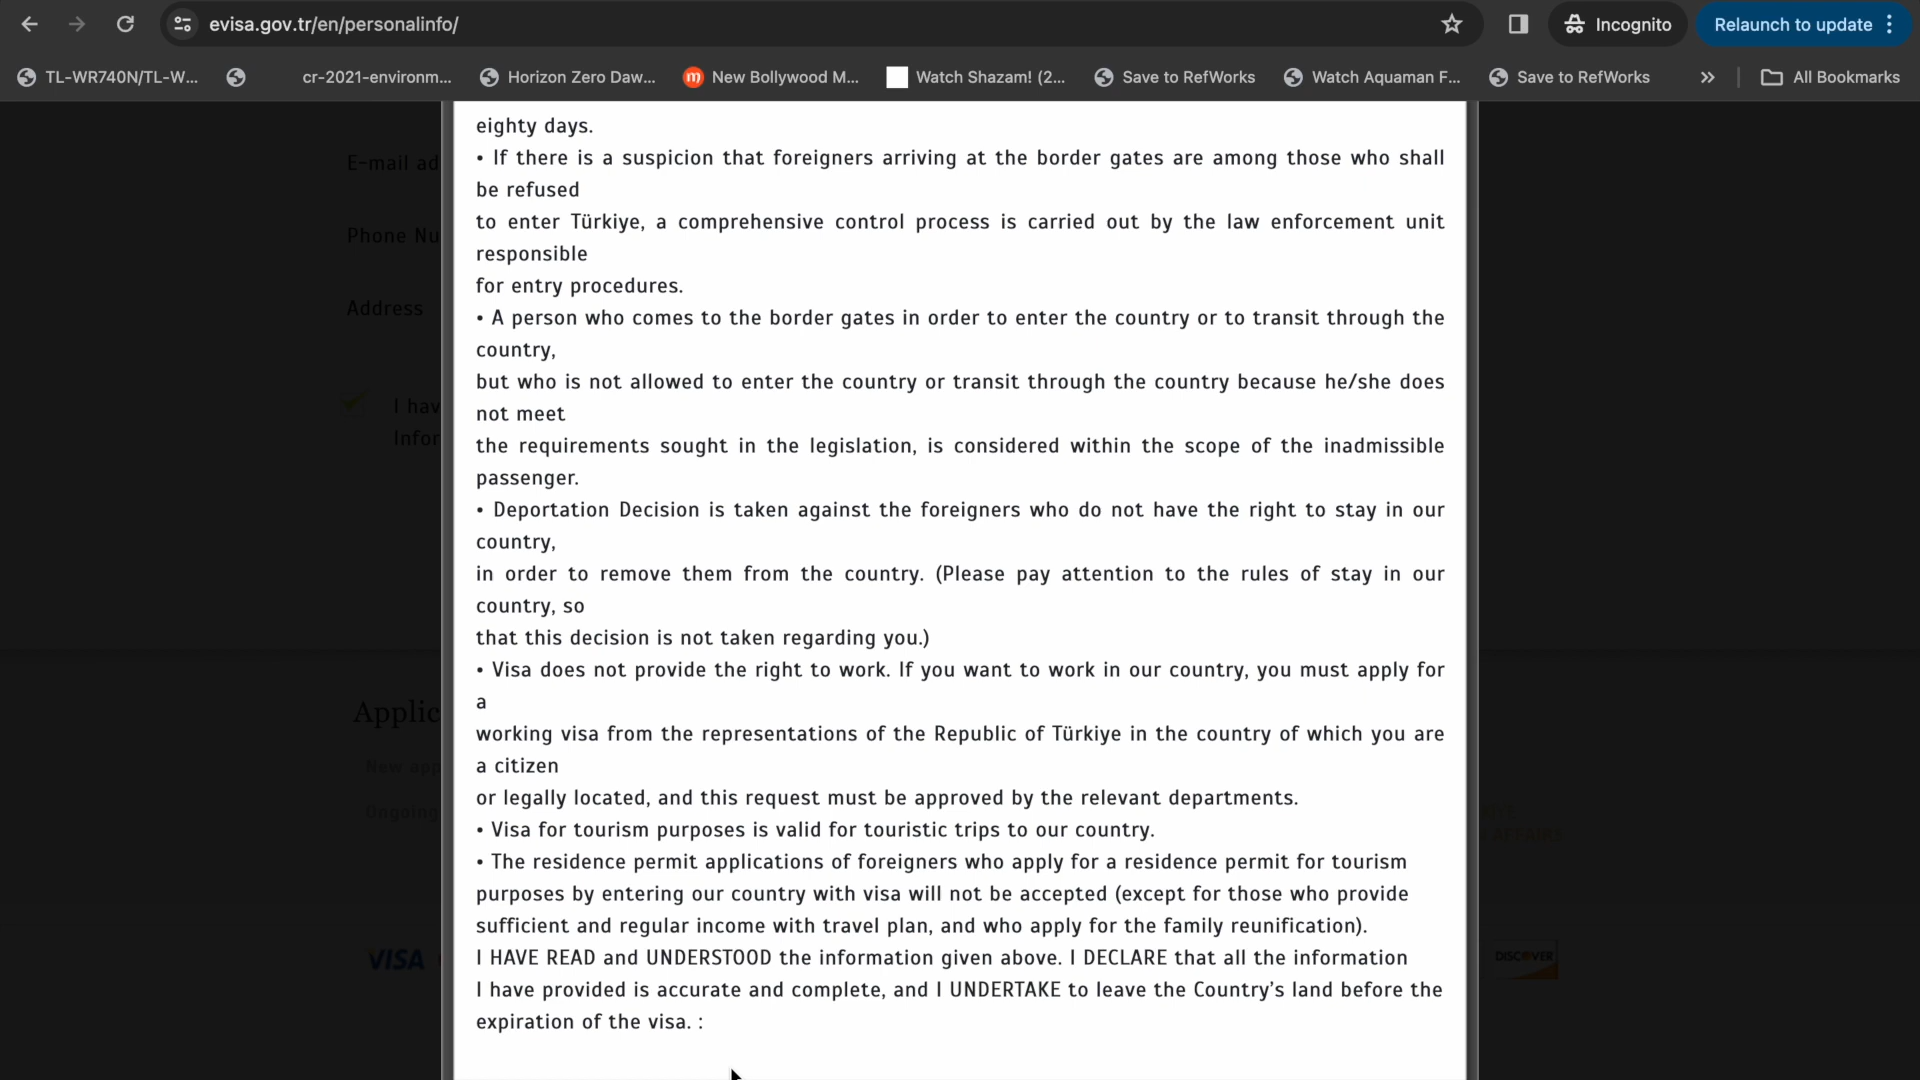 evisa.gov.tr/en/personalinfo/
Incognito
Relaunch to update
TL-WR740N/TL-W...
cr-2021-environm...
Horizon Zero Daw...
New Bollywood M...
Watch Shazam! (2...
Save to RefWorks
Watch Aquaman F...
Save to RefWorks
All Bookmarks
eighty days.
• If there is a suspicion that foreigners arriving at the border gates are among those who shall
be refused
to enter Türkiye, a comprehensive control process is carried out by the law enforcement unit
responsible
for entry procedures.
• A person who comes to the border gates in order to enter the country or to transit through the
country,
but who is not allowed to enter the country or transit through the country because he/she does
not meet
the requirements sought in the legislation, is considered within the scope of the inadmissible
passenger.
• Deportation Decision is taken against the foreigners who do not have the right to stay in our
country,
in order to remove them from the country. (Please pay attention to the rules of stay in our
country, so
that this decision is not taken regarding you.)
• Visa does not provide the right to work. If you want to work in our country, you must apply for
a
working visa from the representations of the Republic of Türkiye in the country of which you are
a citizen
or legally located, and this request must be approved by the relevant departments.
• Visa for tourism purposes is valid for touristic trips to our country.
• The residence permit applications of foreigners who apply for a residence permit for tourism
purposes by entering our country with visa will not be accepted (except for those who provide
sufficient and regular income with travel plan, and who apply for the family reunification).
I HAVE READ and UNDERSTOOD the information given above. I DECLARE that all the information
I have provided is accurate and complete, and I UNDERTAKE to leave the Country's land before the
expiration of the visa. :
E-mail ad
Phone Nu
Address
I hav
Infor
Applic
New app
Ongoing
VISA
DISCOVER